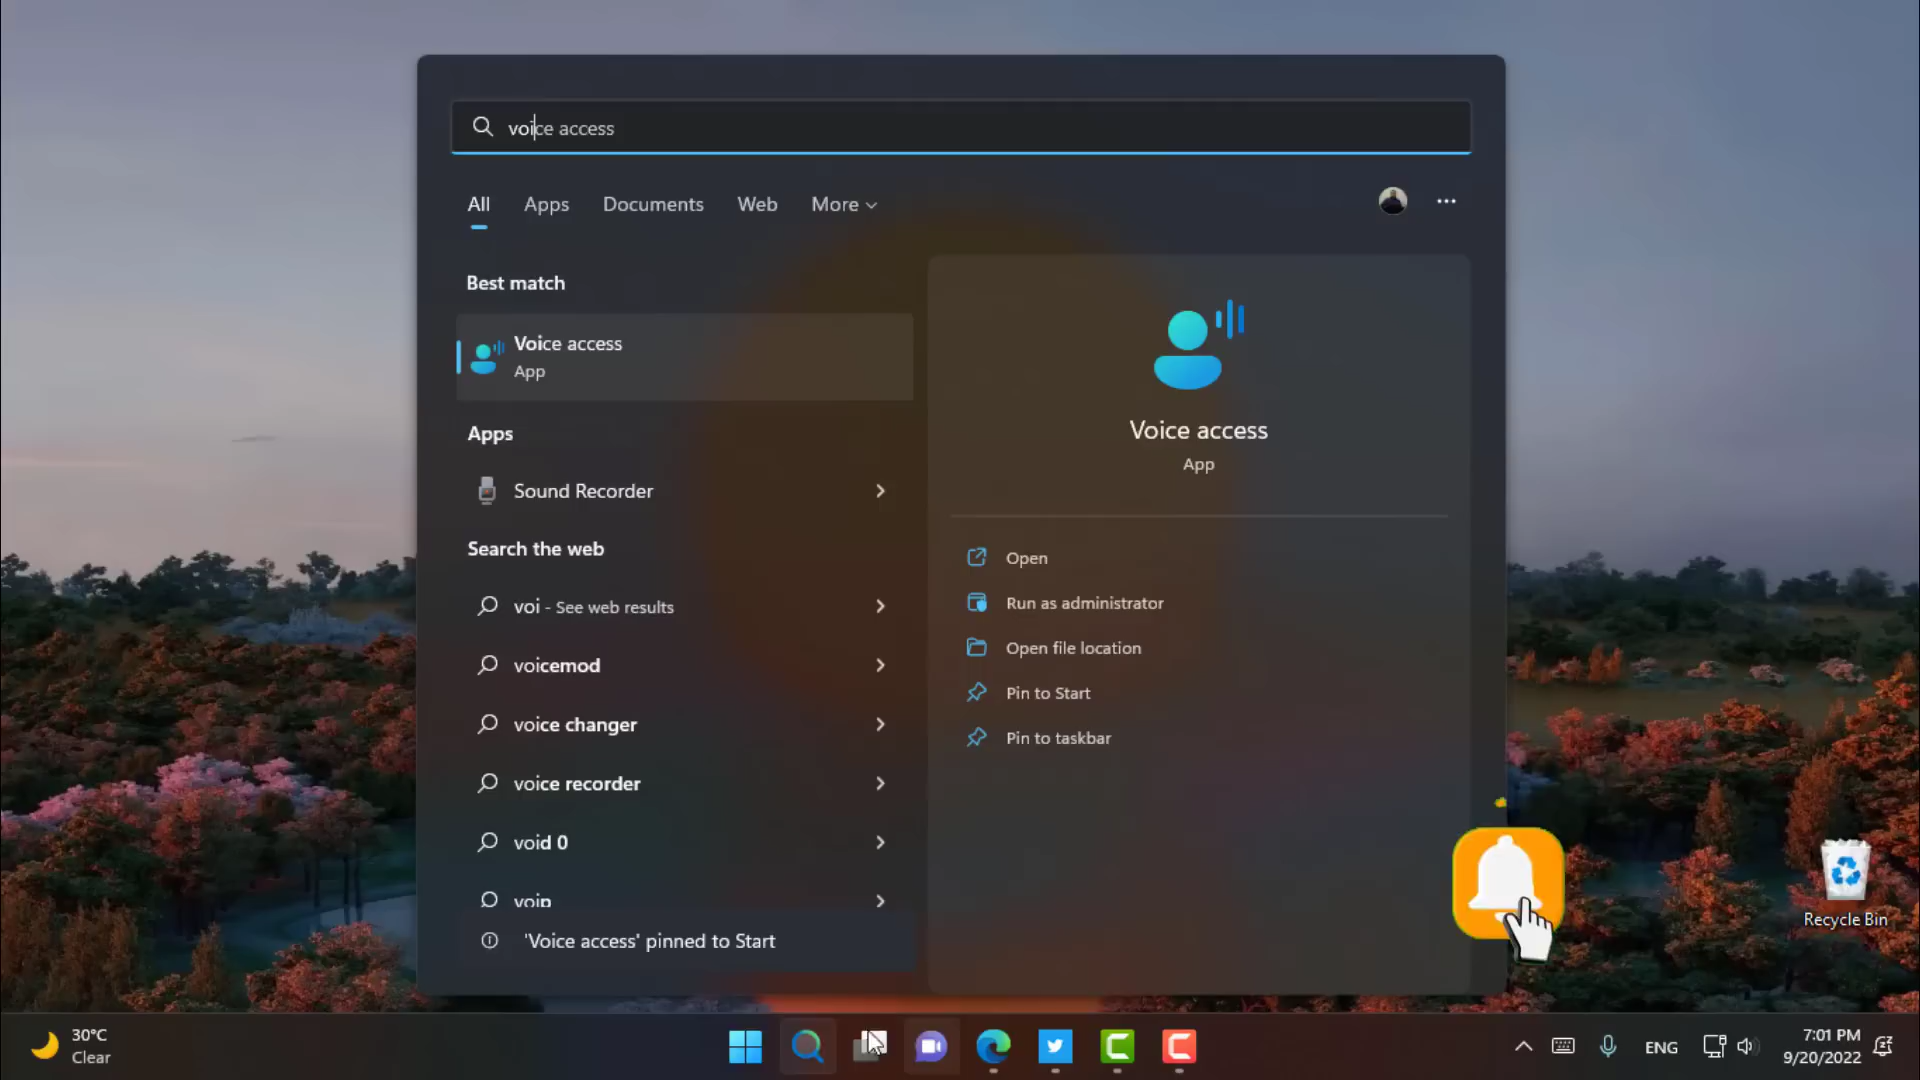 voice access
All Apps Documents Web More
Best match
Voice access
App
Apps
Sound Recorder
Search the web
voi - See web results
voicemod
voice changer
voice recorder
void 0
voip
'Voice access' pinned to Start
Voice access
App
Open
Run as administrator
Open file location
Pin to Start
Pin to taskbar
Recycle Bin
30°C
Clear
ENG
7:01 PM
9/20/2022